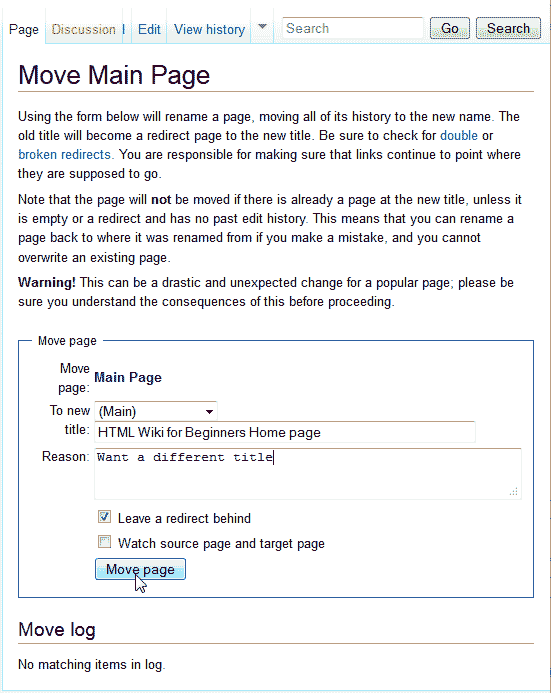 Page Discussion Edit View history Search Go Search
Move Main Page
Using the form below will rename a page, moving all of its history to the new name. The
old title will become a redirect page to the new title. Be sure to check for double or
broken redirects. You are responsible for making sure that links continue to point where
they are supposed to go.
Note that the page will not be moved if there is already a page at the new title, unless it
is empty or a redirect and has no past edit history. This means that you can rename a
page back to where it was renamed from if you make a mistake, and you cannot
overwrite an existing page.
Warning! This can be a drastic and unexpected change for a popular page; please be
sure you understand the consequences of this before proceeding.
Move page
Move
page: Main Page
To new (Main)
title: HTML Wiki for Beginners Home page
Reason: Want a different title
Leave a redirect behind
Watch source page and target page
Move page
Move log
No matching items in log.